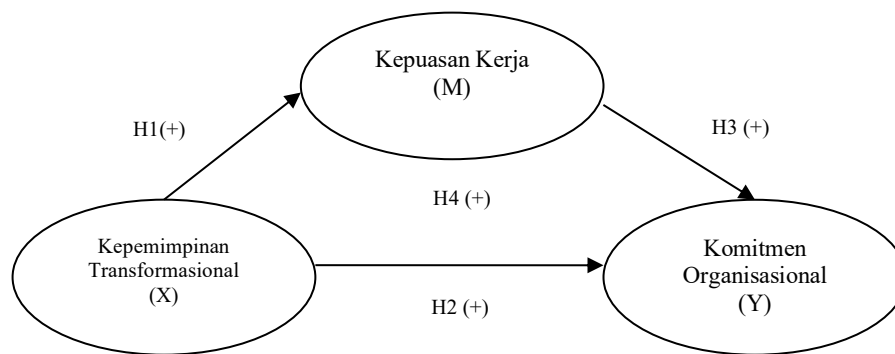 Kepuasan Kerja
(M)
H1(+)
H3 (+)
H4 (+)
Kepemimpinan
Transformasional
(X)
Komitmen
Organisasional
(Y)
H2 (+)